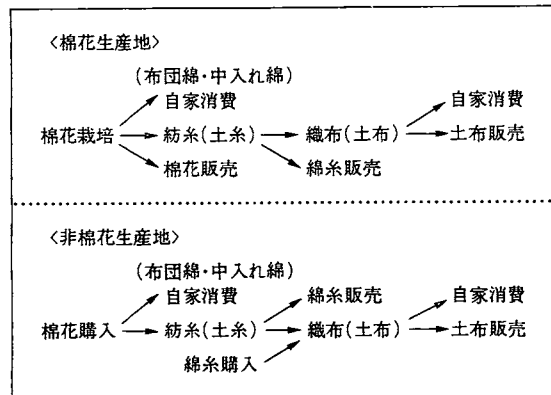 〈棉花生産地〉
(布団綿・中入れ綿)
自家消費 自家消費
棉花栽培 紡糸(土糸) 織布(土布) 土布販売
棉花販売 綿糸販売
〈非棉花生産地〉
(布団綿・中入れ綿)
自家消費 綿糸販売 自家消費
棉花購入 紡糸(土糸) 織布(土布) 土布販売
綿糸購入